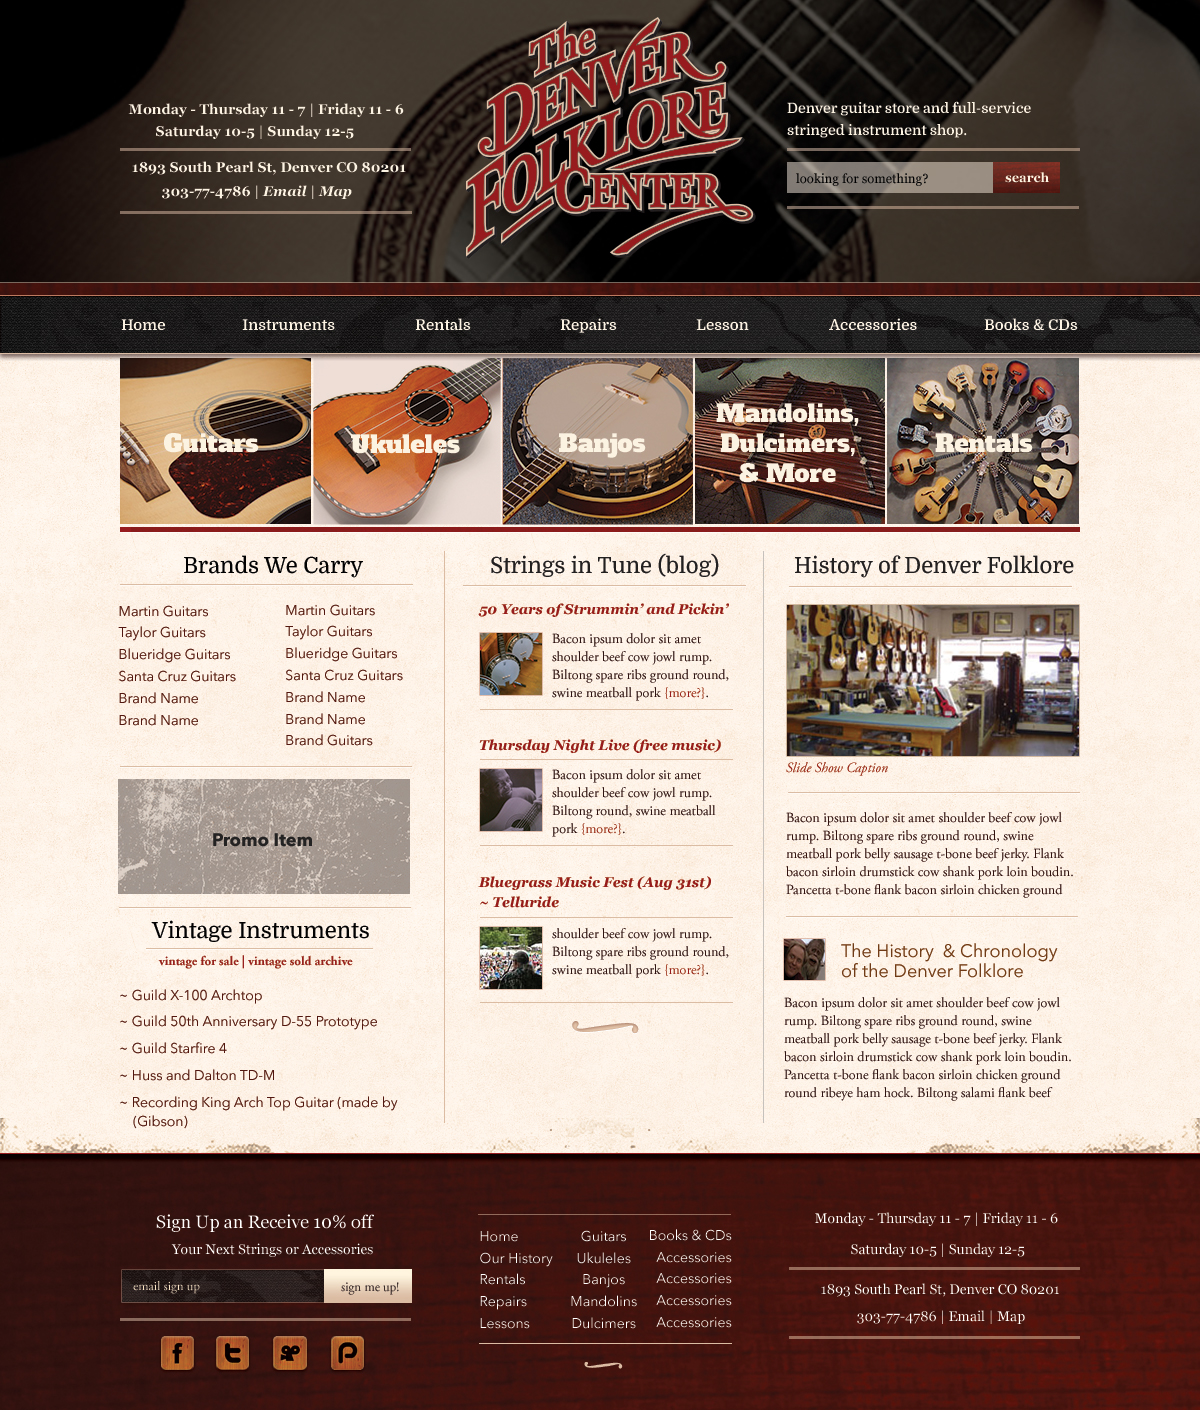 The
DENVER
FOLKLORE
CENTER
Monday - Thursday 11 - 7 | Friday 11 - 6
Saturday 10-5 | Sunday 12-5
1893 South Pearl St, Denver CO 80201
303-77-4786 | Email | Map
Denver guitar store and full-service
stringed instrument shop.
looking for something? search
Home Instruments Rentals Repairs Lesson Accessories Books & CDs
Guitars
Ukuleles
Banjos
Mandolins,
Dulcimers,
& More
Rentals
Brands We Carry
Martin Guitars
Taylor Guitars
Blueridge Guitars
Santa Cruz Guitars
Brand Name
Brand Name
Martin Guitars
Taylor Guitars
Blueridge Guitars
Santa Cruz Guitars
Brand Name
Brand Name
Brand Guitars
Promo Item
Vintage Instruments
vintage for sale | vintage sold archive
~ Guild X-100 Archtop
~ Guild 50th Anniversary D-55 Prototype
~ Guild Starfire 4
~ Huss and Dalton TD-M
~ Recording King Arch Top Guitar (made by
(Gibson)
Strings in Tune (blog)
50 Years of Strummin' and Pickin'
Bacon ipsum dolor sit amet
shoulder beef cow jowl rump.
Biltong spare ribs ground round,
swine meatball pork {more?}.
Thursday Night Live (free music)
Bacon ipsum dolor sit amet
shoulder beef cow jowl rump.
Biltong round, swine meatball
pork {more?}.
Bluegrass Music Fest (Aug 31st)
~ Telluride
shoulder beef cow jowl rump.
Biltong spare ribs ground round,
swine meatball pork {more?}.
History of Denver Folklore
Slide Show Caption
Bacon ipsum dolor sit amet shoulder beef cow jowl
rump. Biltong spare ribs ground round, swine
meatball pork belly sausage t-bone beef jerky. Flank
bacon sirloin drumstick cow shank pork loin boudin.
Pancetta t-bone flank bacon sirloin chicken ground
The History & Chronology
of the Denver Folklore
Bacon ipsum dolor sit amet shoulder beef cow jowl
rump. Biltong spare ribs ground round, swine
meatball pork belly sausage t-bone beef jerky. Flank
bacon sirloin drumstick cow shank pork loin boudin.
Pancetta t-bone flank bacon sirloin chicken ground
round ribeye ham hock. Biltong salami flank beef
Sign Up an Receive 10% off
Your Next Strings or Accessories
email sign up sign me up!
Home
Our History
Rentals
Repairs
Lessons
Guitars
Ukuleles
Banjos
Mandolins
Dulcimers
Books & CDs
Accessories
Accessories
Accessories
Accessories
Monday - Thursday 11 - 7 | Friday 11 - 6
Saturday 10-5 | Sunday 12-5
1893 South Pearl St, Denver CO 80201
303-77-4786 | Email | Map